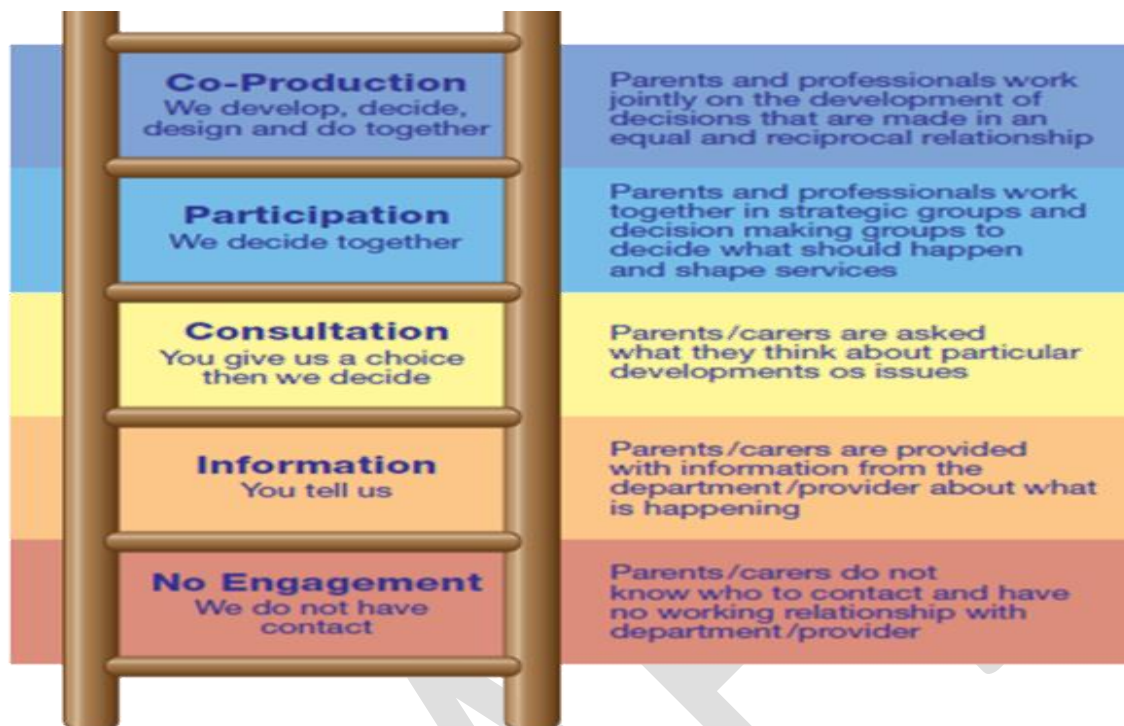 Co-Production
We develop, decide,
design and do together
Parents and professionals work
jointly on the development of
decisions that are made in an
equal and reciprocal relationship
Participation
We decide together
Parents and professionals work
together in strategic groups and
decision making groups to
decide what should happen
and shape services
Consultation
You give us a choice
then we decide
Parents/carers are asked
what they think about particular
developments os issues
Information
You tell us
Parents/carers are provided
with information from the
department/provider about what
is happening
No Engagement
We do not have
contact
Parents/carers do not
know who to contact and have
no working relationship with
department/provider